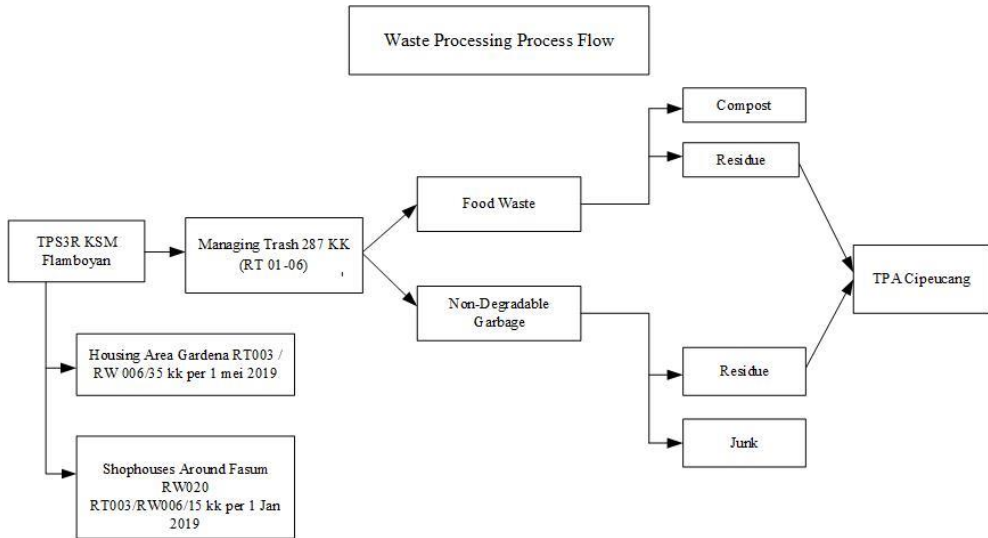 Waste Processing Process Flow
Compost
Residue
Food Waste
TPS3R KSM
Flamboyan
Managing Trash 287 KK
(RT 01-06)
TPA Cipeucang
Non-Degradable
Garbage
Housing Area Gardena RT003 /
RW 006/35 kk per 1 mei 2019
Residue
Junk
Shophouses Around Fasum
RW020
RT003/RW006/15 kk per 1 Jan
2019